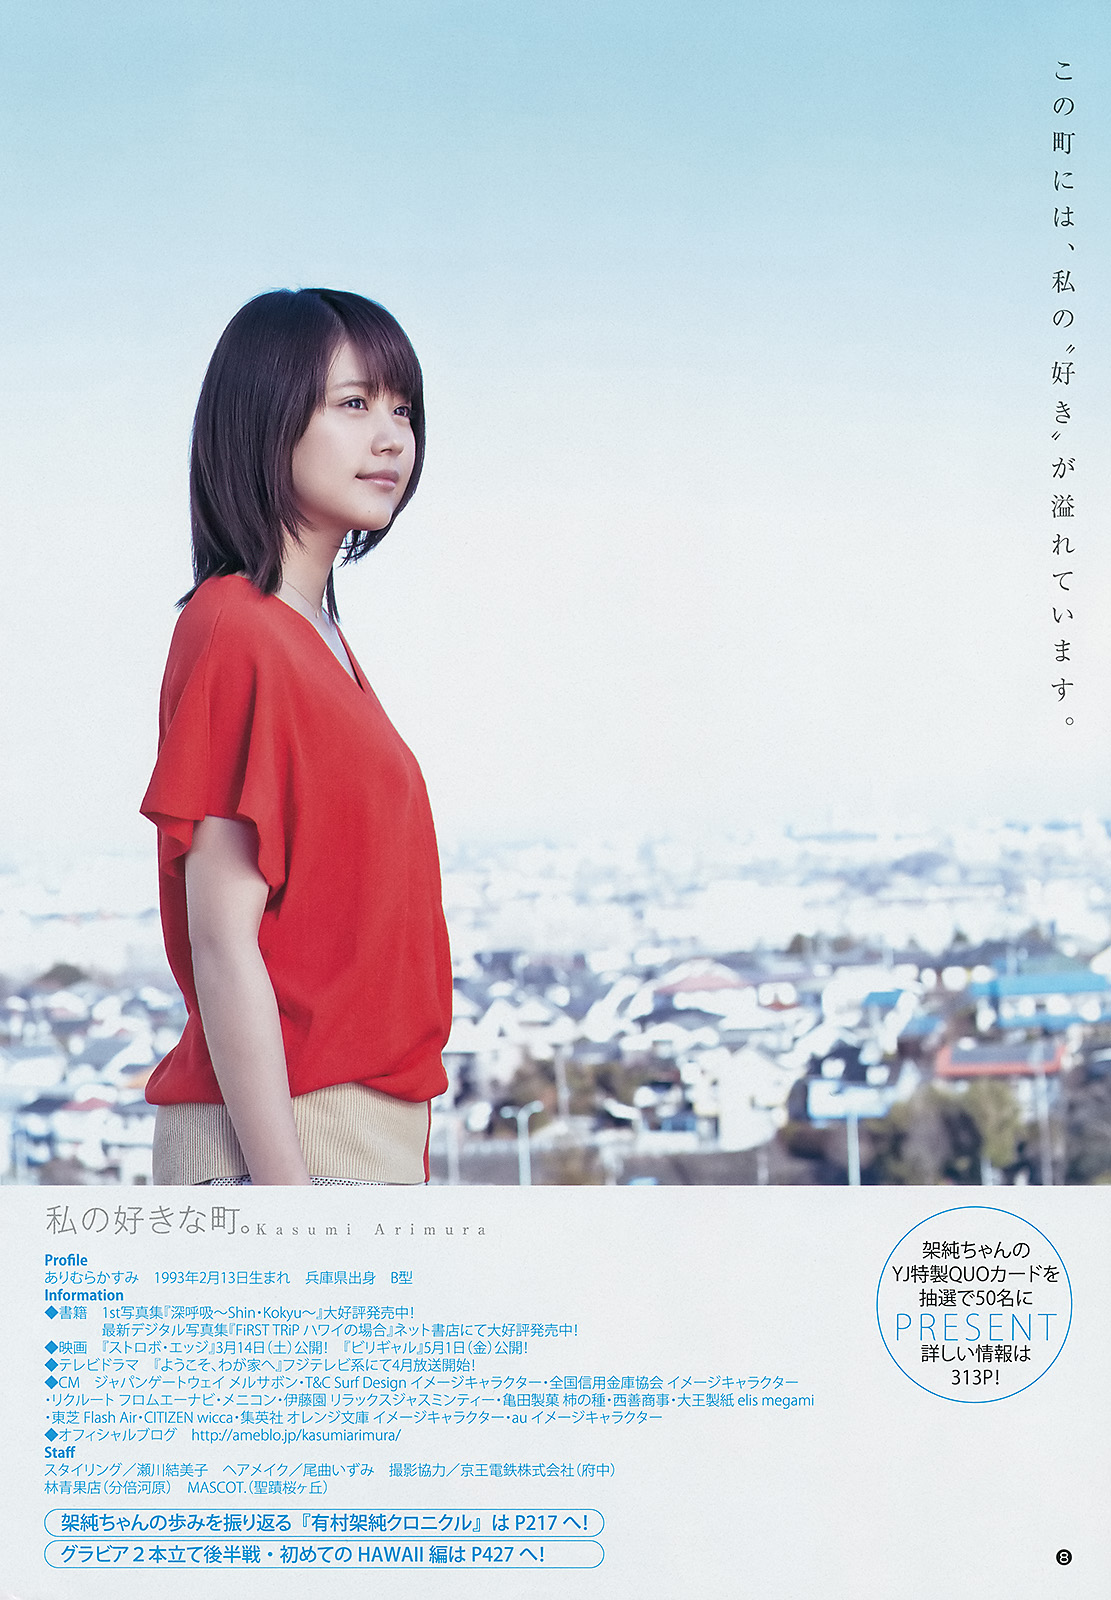 この町には、私の〝好き〟が溢れています。
私の好きな町。Kasumi Arimura
Profile
ありむらかすみ　1993年2月13日生まれ　兵庫県出身　B型
Information
◆書籍　1st写真集『深呼吸〜Shin・Kokyu〜』大好評発売中!
最新デジタル写真集『FiRST TRiP ハワイの場合』ネット書店にて大好評発売中!
◆映画　『ストロボ・エッジ』3月14日(土)公開!　『ビリギャル』5月1日(金)公開!
◆テレビドラマ　『ようこそ、わが家へ』フジテレビ系にて4月放送開始!
◆CM　ジャパンゲートウェイ メルサボン・T&C Surf Design イメージキャラクター・全国信用金庫協会 イメージキャラクター
・リクルート フロムエーナビ・メニコン・伊藤園 リラックスジャスミンティー・亀田製菓 柿の種・西善商事・大王製紙 elis megami
・東芝 Flash Air・CITIZEN wicca・集英社 オレンジ文庫 イメージキャラクター・au イメージキャラクター
◆オフィシャルブログ　http://ameblo.jp/kasumiarimura/
Staff
スタイリング／瀬川結美子　ヘアメイク／尾曲いずみ　撮影協力／京王電鉄株式会社(府中)
林青果店(分倍河原)　MASCOT.(聖蹟桜ヶ丘)
架純ちゃんの歩みを振り返る『有村架純クロニクル』は P217 へ!
グラビア２本立て後半戦・初めての HAWAII 編は P427 へ!
架純ちゃんの
YJ特製QUOカードを
抽選で50名に
PRESENT
詳しい情報は
313P!
8